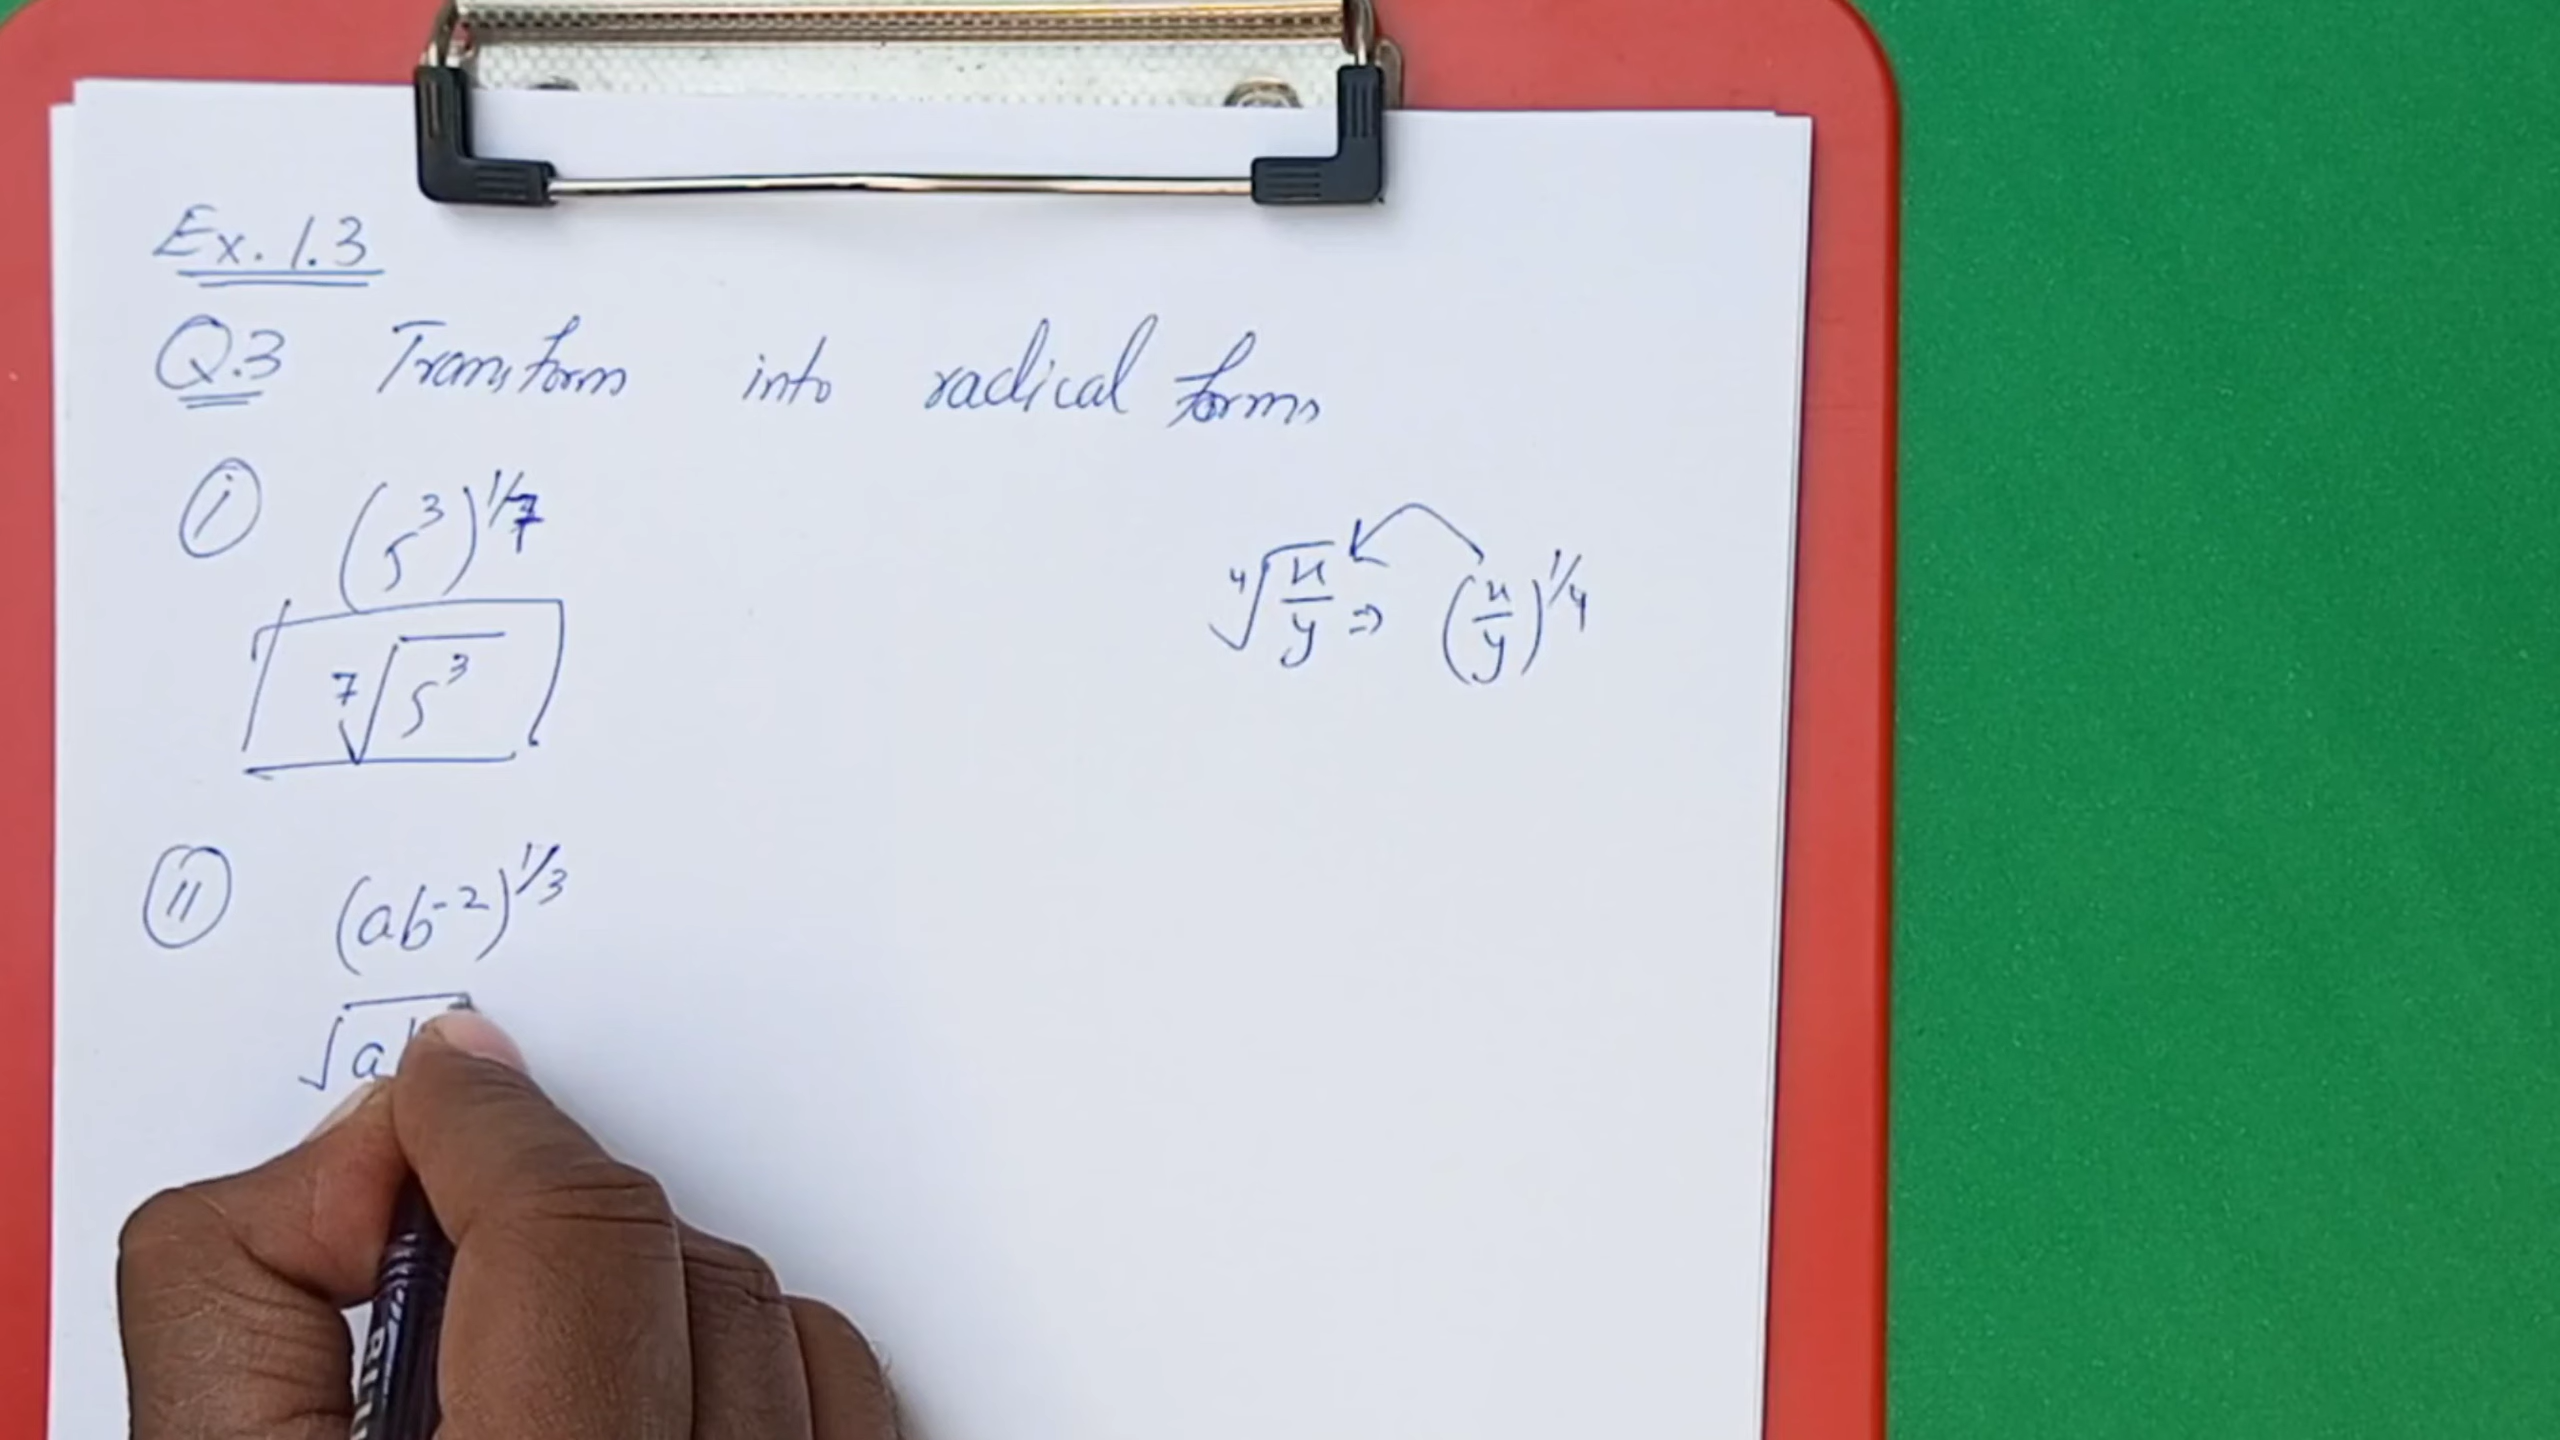 Ex. 1.3
Q.3 Transform into radical forms
i (5³)^1/7
⁴√x/y ⇒ (x/y)^1/4
⁷√5³
ii (ab⁻²)^1/3
√a